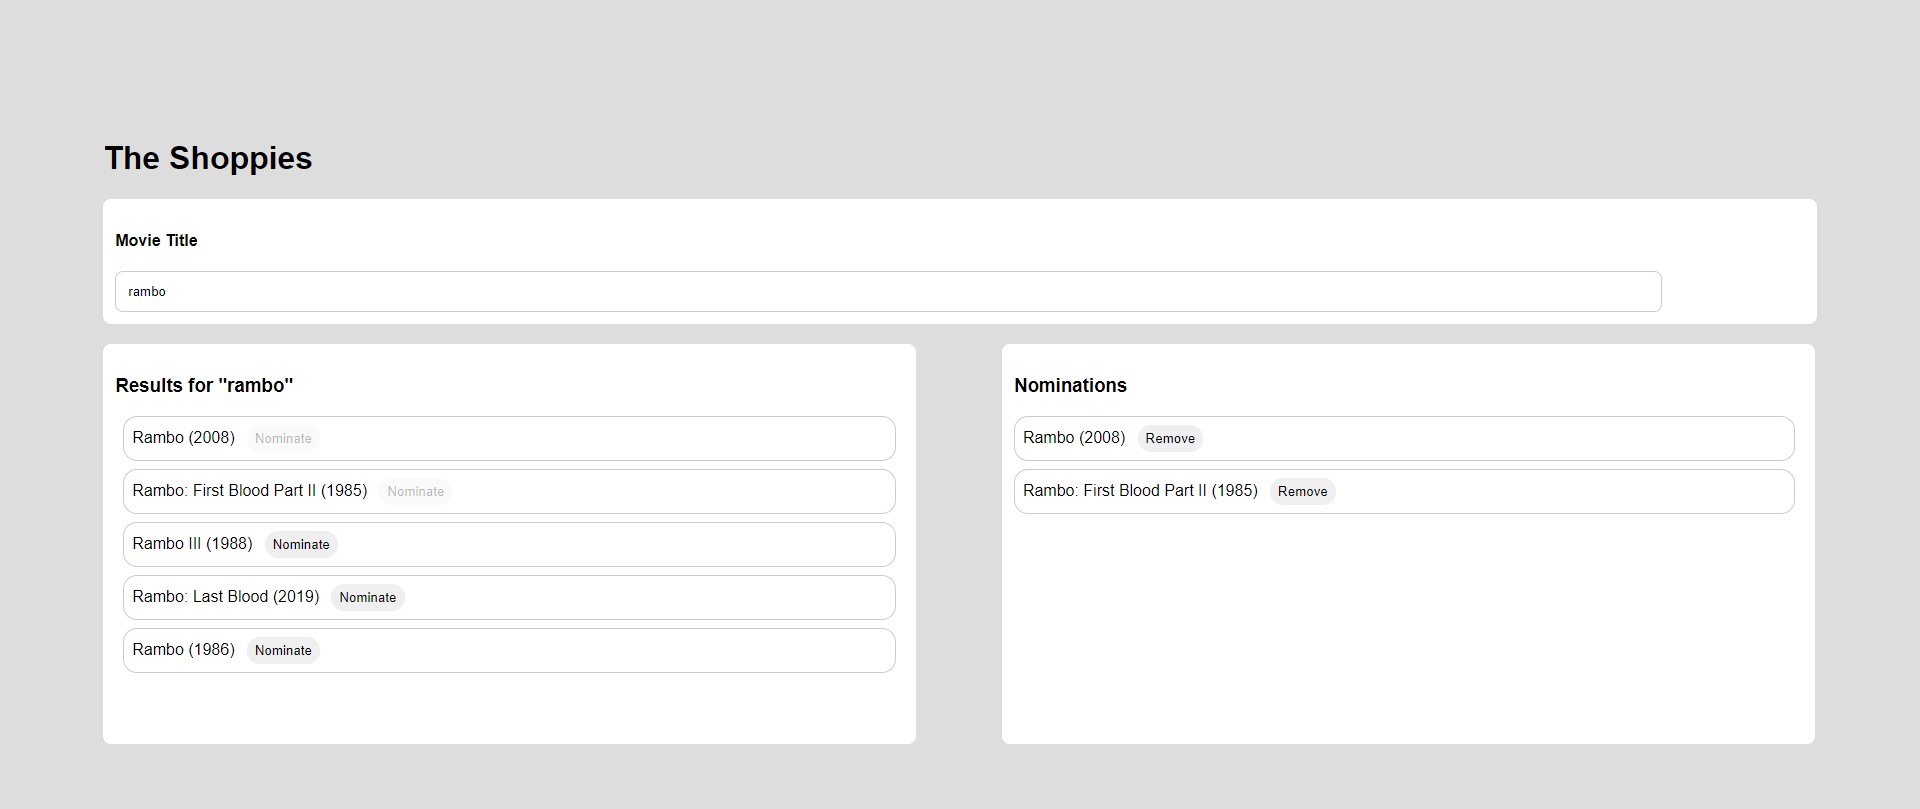 The Shoppies
Movie Title
rambo
Results for "rambo"
Rambo (2008) Nominate
Rambo: First Blood Part II (1985) Nominate
Rambo III (1988) Nominate
Rambo: Last Blood (2019) Nominate
Rambo (1986) Nominate
Nominations
Rambo (2008) Remove
Rambo: First Blood Part II (1985) Remove